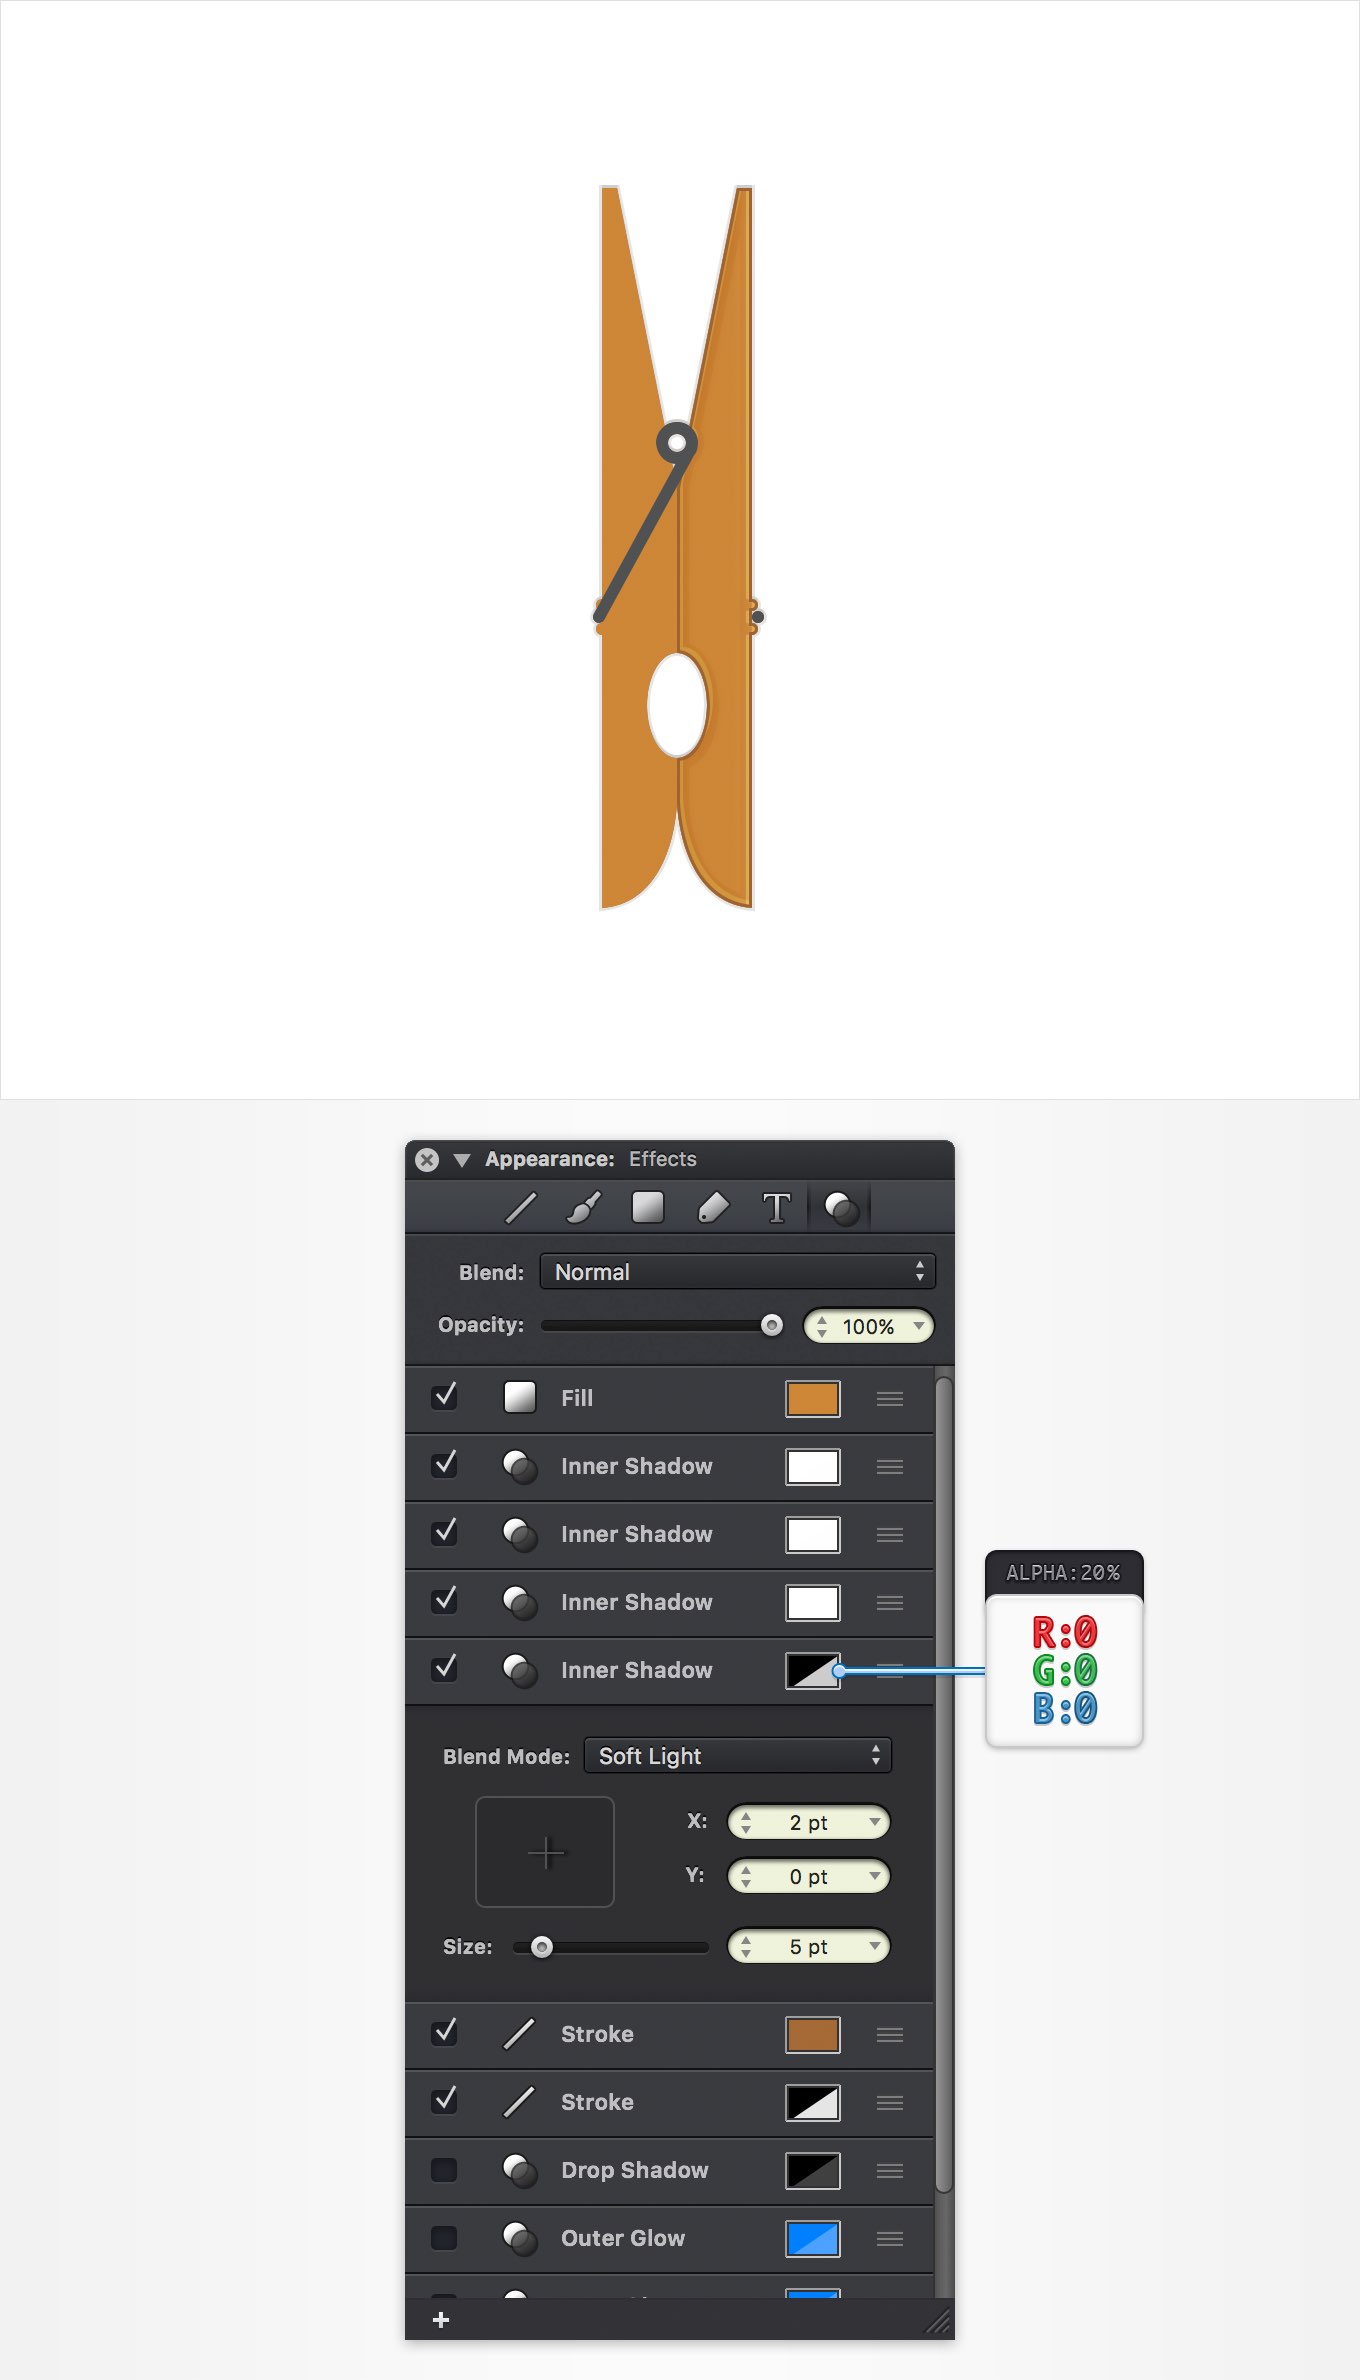 Appearance: Effects
T
Blend: Normal
Opacity: 100%
Fill
Inner Shadow
Inner Shadow
Inner Shadow
Inner Shadow
ALPHA:20%
R:0
G:0
B:0
Blend Mode: Soft Light
X: 2 pt
Y: 0 pt
Size: 5 pt
Stroke
Stroke
Drop Shadow
Outer Glow